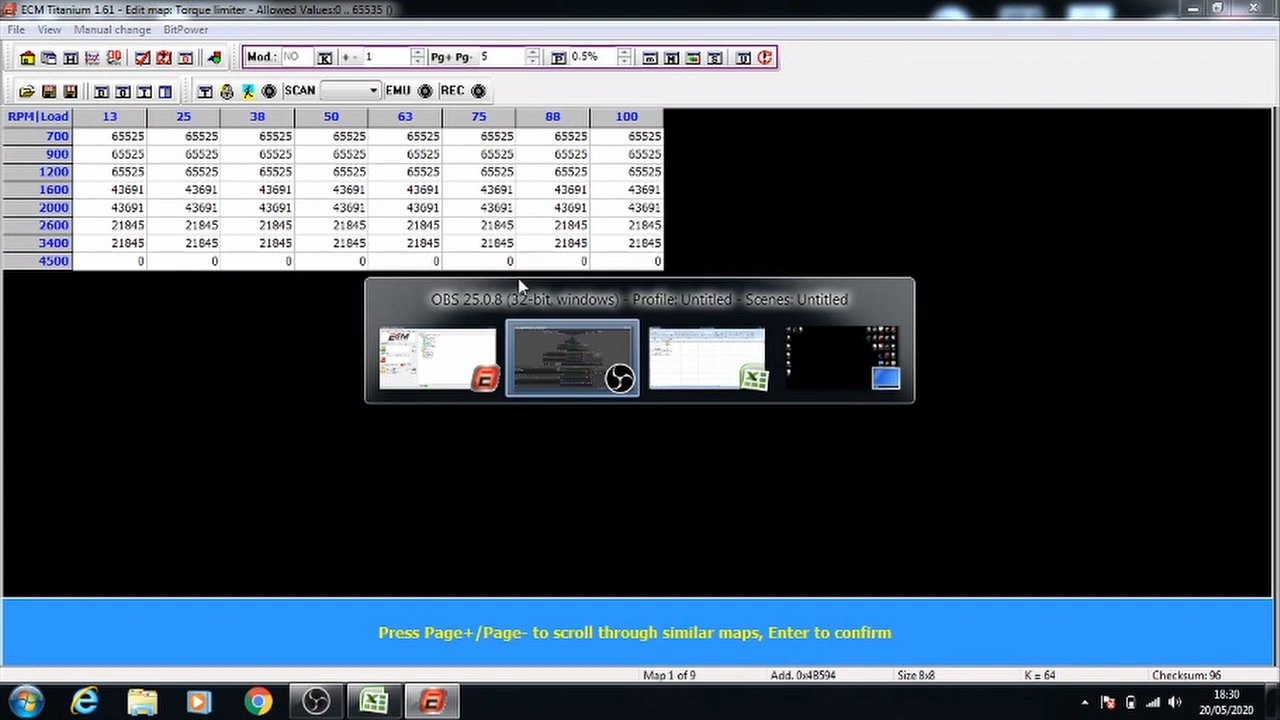 ECM Titanium 1.61 - Edit map: Torque limiter - Allowed Values:0 .. 65535 ()
File View Manual change BitPower
Mod.: NO K + - 1 Pg+ Pg- 5 P 0.5%
SCAN EMU REC
RPM|Load 13 25 38 50 63 75 88 100
700 65525 65525 65525 65525 65525 65525 65525 65525
900 65525 65525 65525 65525 65525 65525 65525 65525
1200 65525 65525 65525 65525 65525 65525 65525 65525
1600 43691 43691 43691 43691 43691 43691 43691 43691
2000 43691 43691 43691 43691 43691 43691 43691 43691
2600 21845 21845 21845 21845 21845 21845 21845 21845
3400 21845 21845 21845 21845 21845 21845 21845 21845
4500 0 0 0 0 0 0 0 0
OBS 25.0.8 (32-bit, windows) - Profile: Untitled - Scenes: Untitled
Press Page+/Page- to scroll through similar maps, Enter to confirm
Map 1 of 9 Add. 0x4B594 Size 8x8 K = 64 Checksum: 96
18:30
20/05/2020